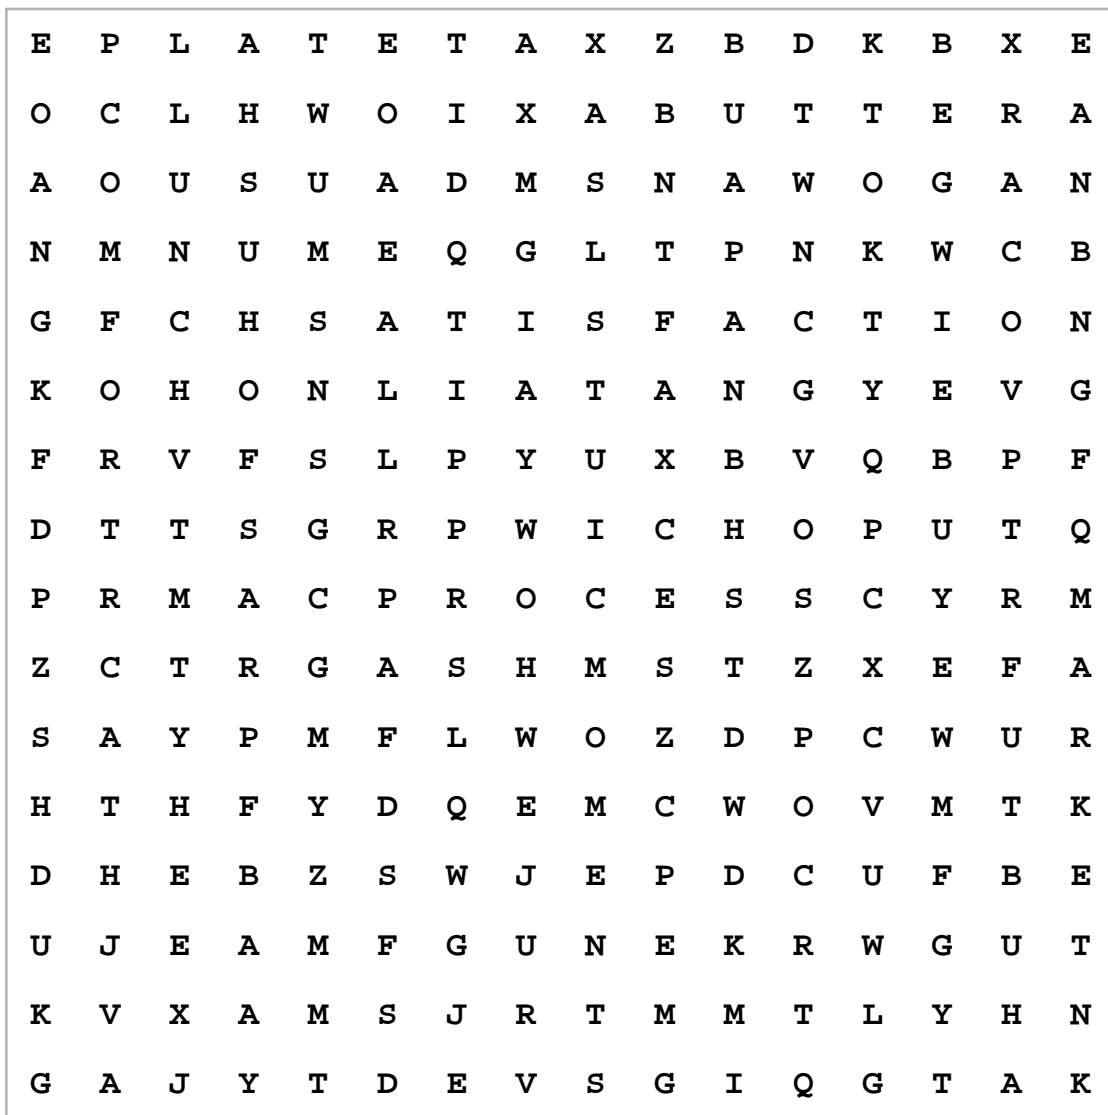 E P L A T E T A X Z B D K B X E
O C L H W O I X A B U T T E R A
A O U S U A D M S N A W O G A N
N M N U M E Q G L T P N K W C B
G F C H S A T I S F A C T I O N
K O H O N L I A T A N G Y E V G
F R V F S L P Y U X B V Q B P F
D T T S G R P W I C H O P U T Q
P R M A C P R O C E S S C Y R M
Z C T R G A S H M S T Z X E F A
S A Y P M F L W O Z D P C W U R
H T H F Y D Q E M C W O V M T K
D H E B Z S W J E P D C U F B E
U J E A M F G U N E K R W G U T
K V X A M S J R T M M T L Y H N
G A J Y T D E V S G I Q G T A K